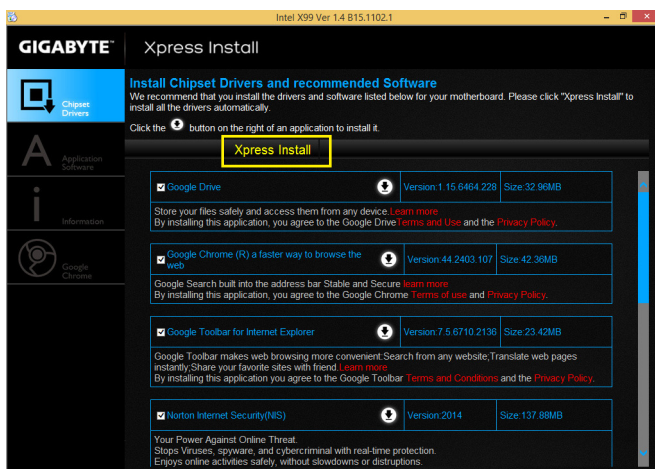 Intel X99 Ver 1.4 B15.1102.1
GIGABYTE™
Xpress Install
Chipset
Drivers
Application
Software
Information
Google
Chrome
Install Chipset Drivers and recommended Software
We recommend that you install the drivers and software listed below for your motherboard. Please click "Xpress Install" to
install all the drivers automatically.
Click the button on the right of an application to install it.
Xpress Install
Google Drive
Version:1.15.6464.228
Size:32.96MB
Store your files safely and access them from any device.Learn more
By installing this application, you agree to the Google DriveTerms and Use and the Privacy Policy.
Google Chrome (R) a faster way to browse the
web
Version:44.2403.107
Size:42.36MB
Google Search built into the address bar Stable and Secure learn more
By installing this application, you agree to the Google Chrome Terms of use and Privacy Policy.
Google Toolbar for Internet Explorer
Version:7.5.6710.2136
Size:23.42MB
Google Toolbar makes web browsing more convenient:Search from any website;Translate web pages
instantly;Share your favorite sites with friend.Learn more
By installing this application you agree to the Google Toolbar Terms and Conditions and the Privacy Policy.
Norton Internet Security(NIS)
Version:2014
Size:137.88MB
Your Power Against Online Threat.
Stops Viruses, spyware, and cybercriminal with real-time protection.
Enjoys online activities safely, without slowdowns or distruptions.